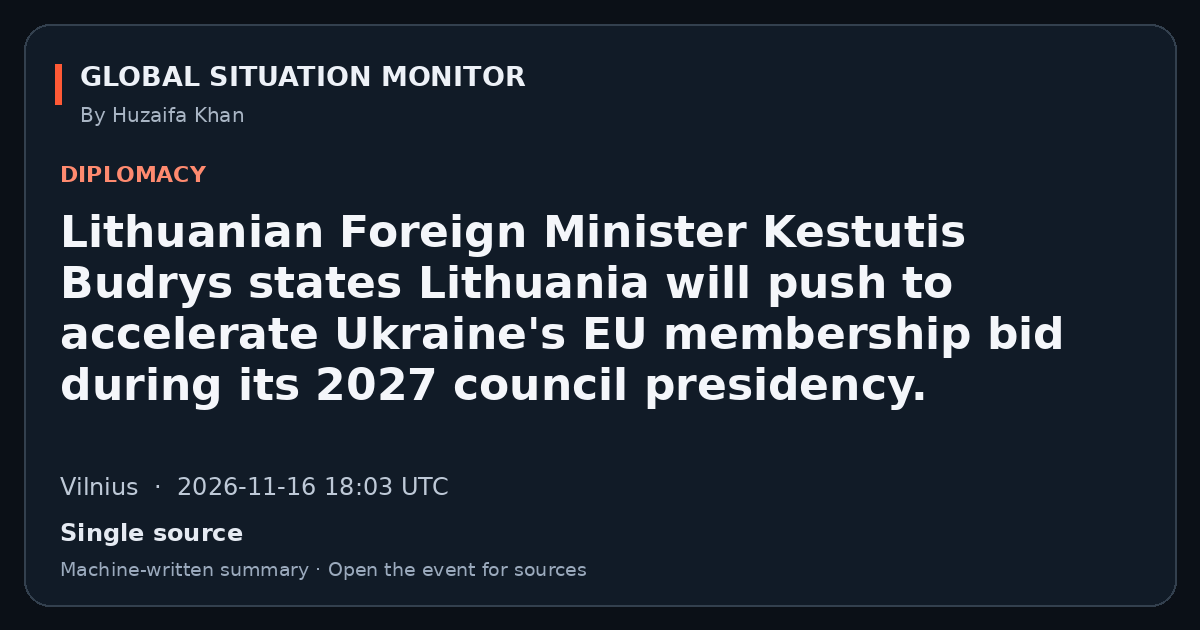 GLOBAL SITUATION MONITOR
By Huzaifa Khan
DIPLOMACY
Lithuanian Foreign Minister Kestutis
Budrys states Lithuania will push to
accelerate Ukraine's EU membership bid
during its 2027 council presidency.
Vilnius · 2026-11-16 18:03 UTC
Single source
Machine-written summary · Open the event for sources